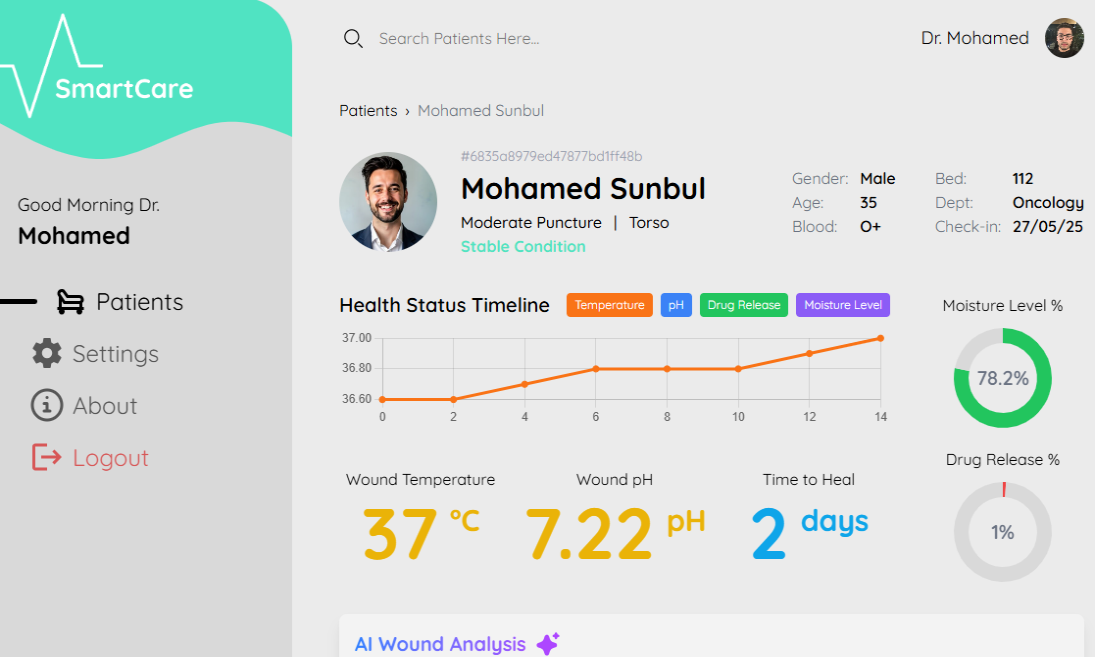 SmartCare
Good Morning Dr.
Mohamed
Patients
Settings
About
Logout
Search Patients Here...
Dr. Mohamed
Patients › Mohamed Sunbul
#6835a8979ed47877bd1ff48b
Mohamed Sunbul
Moderate Puncture | Torso
Stable Condition
Gender: Male
Age: 35
Blood: O+
Bed: 112
Dept: Oncology
Check-in: 27/05/25
Health Status Timeline
Temperature
pH
Drug Release
Moisture Level
37.00
36.80
36.60
0 2 4 6 8 10 12 14
Moisture Level %
78.2%
Drug Release %
1%
Wound Temperature
37 °C
Wound pH
7.22 pH
Time to Heal
2 days
AI Wound Analysis